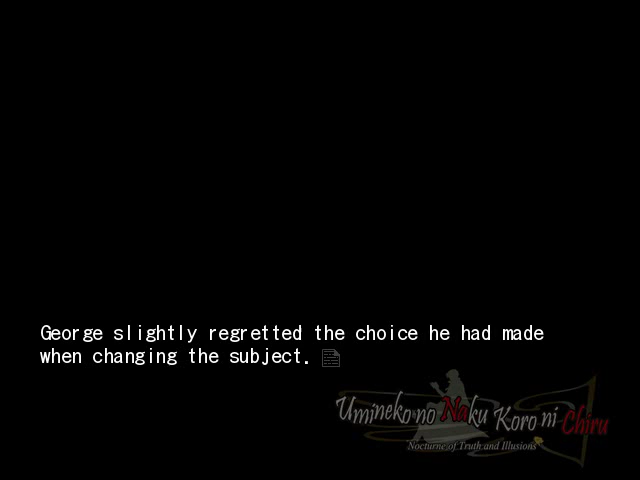 George slightly regretted the choice he had made
when changing the subject.
Umineko no Naku Koro ni Chiru
Nocturne of Truth and Illusions